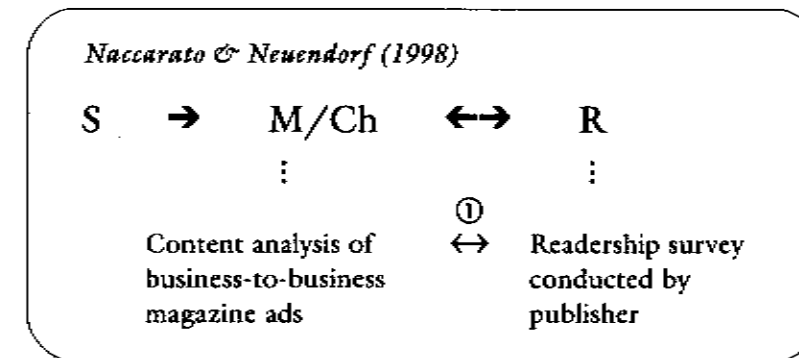 Naccarato & Neuendorf (1998)
S → M/Ch ↔ R
⋮ ⋮
①
Content analysis of ↔ Readership survey
business-to-business conducted by
magazine ads publisher